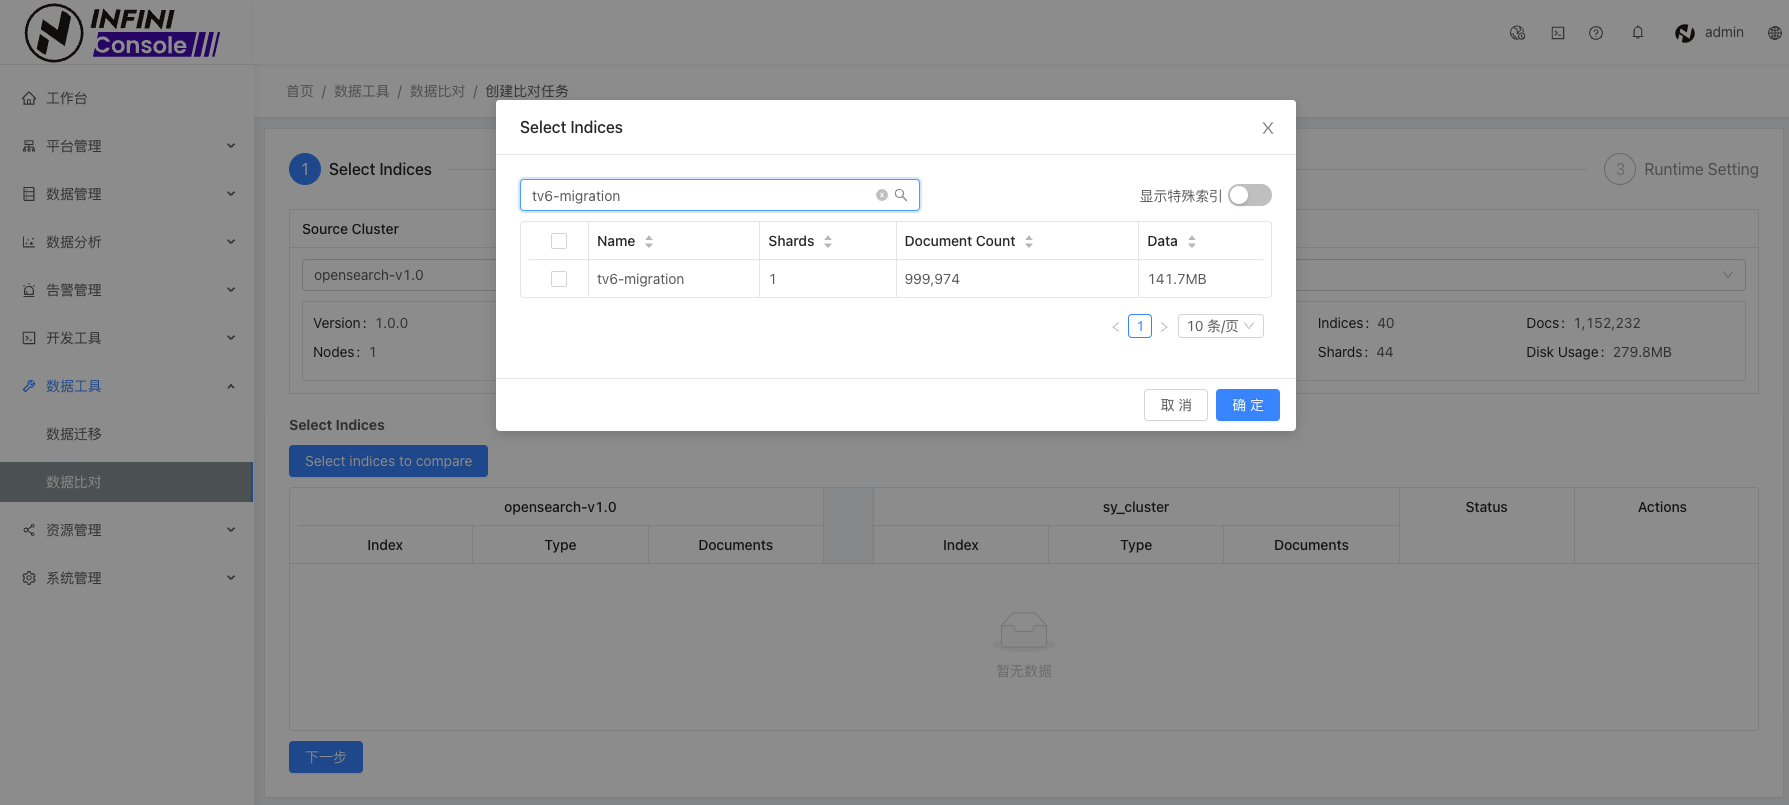 INFINI
Console
admin
工作台
平台管理
数据管理
数据分析
告警管理
开发工具
数据工具
数据迁移
数据比对
资源管理
系统管理
首页 / 数据工具 / 数据比对 / 创建比对任务
1 Select Indices
3 Runtime Setting
Source Cluster
opensearch-v1.0
Version： 1.0.0
Nodes： 1
Indices： 40
Docs： 1,152,232
Shards： 44
Disk Usage： 279.8MB
Select Indices
tv6-migration
显示特殊索引
Name Shards Document Count Data
tv6-migration 1 999,974 141.7MB
< 1 > 10 条/页
取 消 确 定
Select Indices
Select indices to compare
opensearch-v1.0 sy_cluster Status Actions
Index Type Documents Index Type Documents
暂无数据
下一步